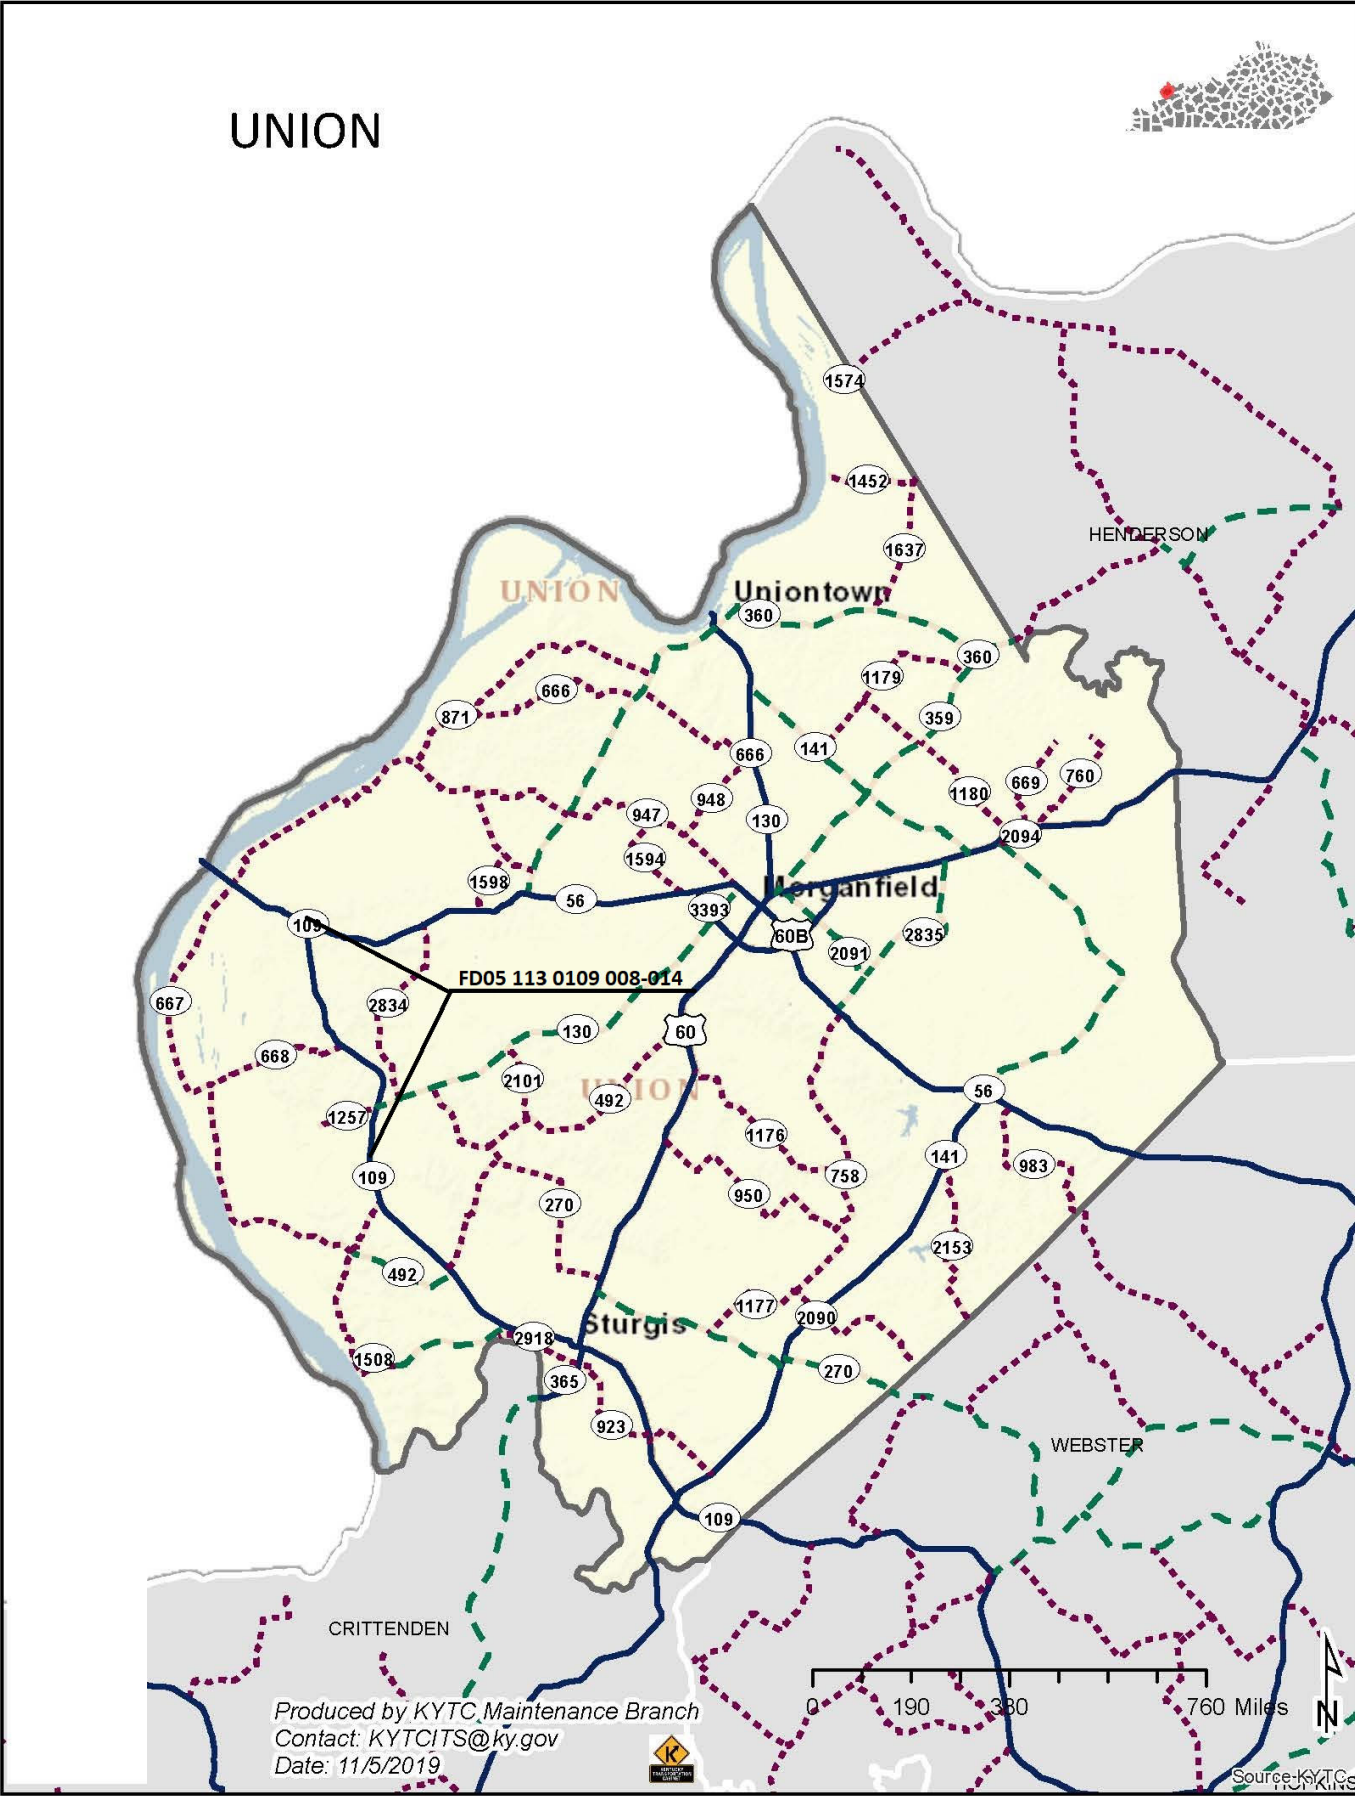 UNION
1574
1452
HENDERSON
1637
UNION
Uniontown
360
360
1179
666
871
359
666
141
669
760
1180
948
947
130
2094
1594
1598
Morganfield
56
3393
109
60B
2835
2091
FD05 113 0109 008-014
667
2834
130
60
668
2101
UNION
492
56
1257
1176
141
983
109
758
950
270
2153
492
1177
2090
Sturgis
2918
1508
270
365
923
WEBSTER
109
CRITTENDEN
0 190 380 760 Miles
N
Produced by KYTC Maintenance Branch
Contact: KYTCITS@ky.gov
Date: 11/5/2019
K
KENTUCKY
TRANSPORTATION
CABINET
Source:KYTC
HOPKINS